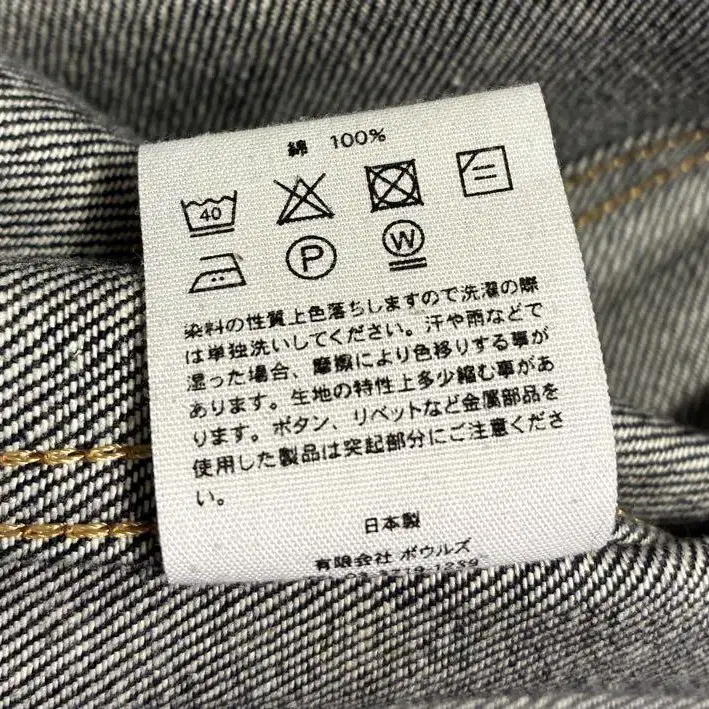 綿 100%
40
P W
染料の性質上色落ちしますので洗濯の際
は単独洗いしてください。汗や雨などで
湿った場合、摩擦により色移りする事が
あります。生地の特性上多少縮む事があ
ります。ボタン、リベットなど金属部品を
使用した製品は突起部分にご注意くださ
い。
日本製
有限会社 ボウルズ